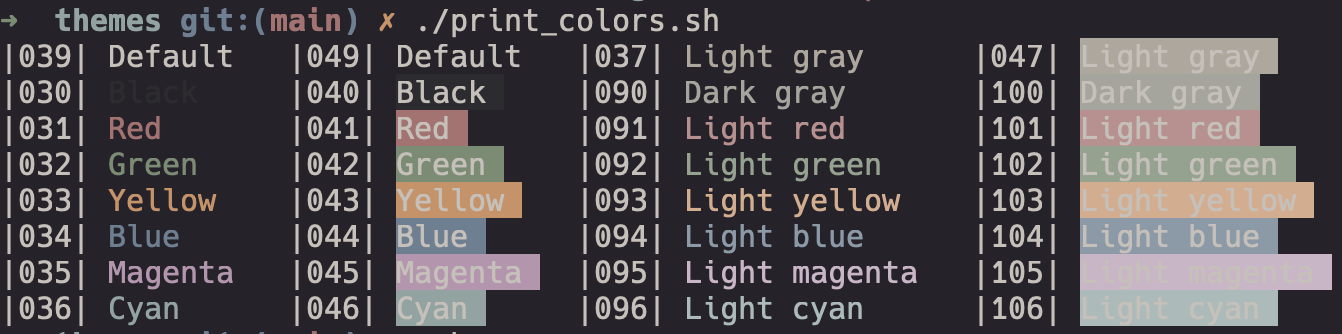 ➜  themes git:(main) ✗ ./print_colors.sh
|039| Default   |049| Default   |037| Light gray      |047| Light gray
|030| Black     |040| Black     |090| Dark gray       |100| Dark gray
|031| Red       |041| Red       |091| Light red       |101| Light red
|032| Green     |042| Green     |092| Light green     |102| Light green
|033| Yellow    |043| Yellow    |093| Light yellow    |103| Light yellow
|034| Blue      |044| Blue      |094| Light blue      |104| Light blue
|035| Magenta   |045| Magenta   |095| Light magenta   |105| Light magenta
|036| Cyan      |046| Cyan      |096| Light cyan      |106| Light cyan